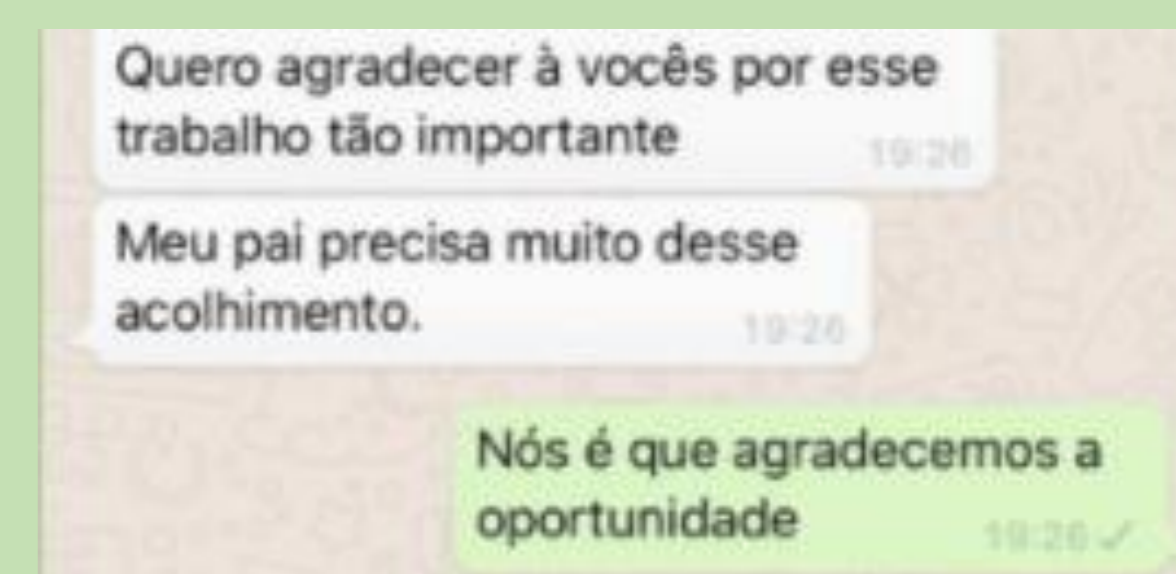 Quero agradecer à vocês por esse
trabalho tão importante
19:26
Meu pai precisa muito desse
acolhimento.
19:26
Nós é que agradecemos a
oportunidade
19:26